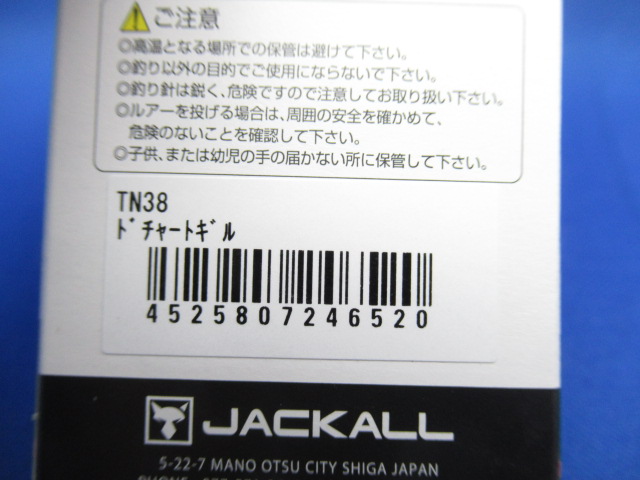 ご注意
◎高温となる場所での保管は避けて下さい。
◎釣り以外の目的でご使用にならないで下さい。
◎釣り針は鋭く、危険ですので注意してお取り扱い下さい。
◎ルアーを投げる場合は、周囲の安全を確かめて、
危険のないことを確認して下さい。
◎子供、または幼児の手の届かない所に保管して下さい。
TN38
ﾄﾞﾁｬｰﾄｷﾞﾙ
4525807246520
JACKALL
5-22-7 MANO OTSU CITY SHIGA JAPAN